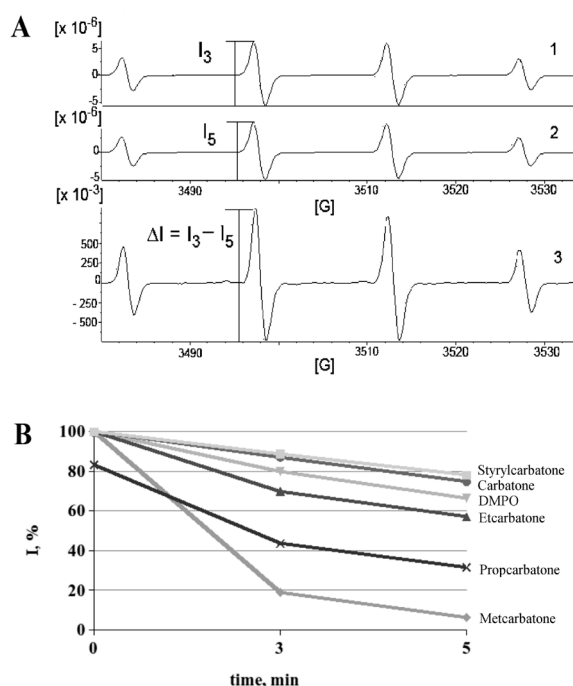 A
[x 10⁻⁶]
I₃
1
5
0
-5
[x 10⁻⁶]
I₅
2
5
0
-5
3490
3510
3520
3530
[x 10⁻³]
[G]
ΔI = I₃ – I₅
3
500
250
0
- 250
- 500
3490
3510
3520
3530
[G]
B
100
80
60
40
20
0
I, %
Styrylcarbatone
Carbatone
DMPO
Etcarbatone
Propcarbatone
Metcarbatone
0
3
5
time, min